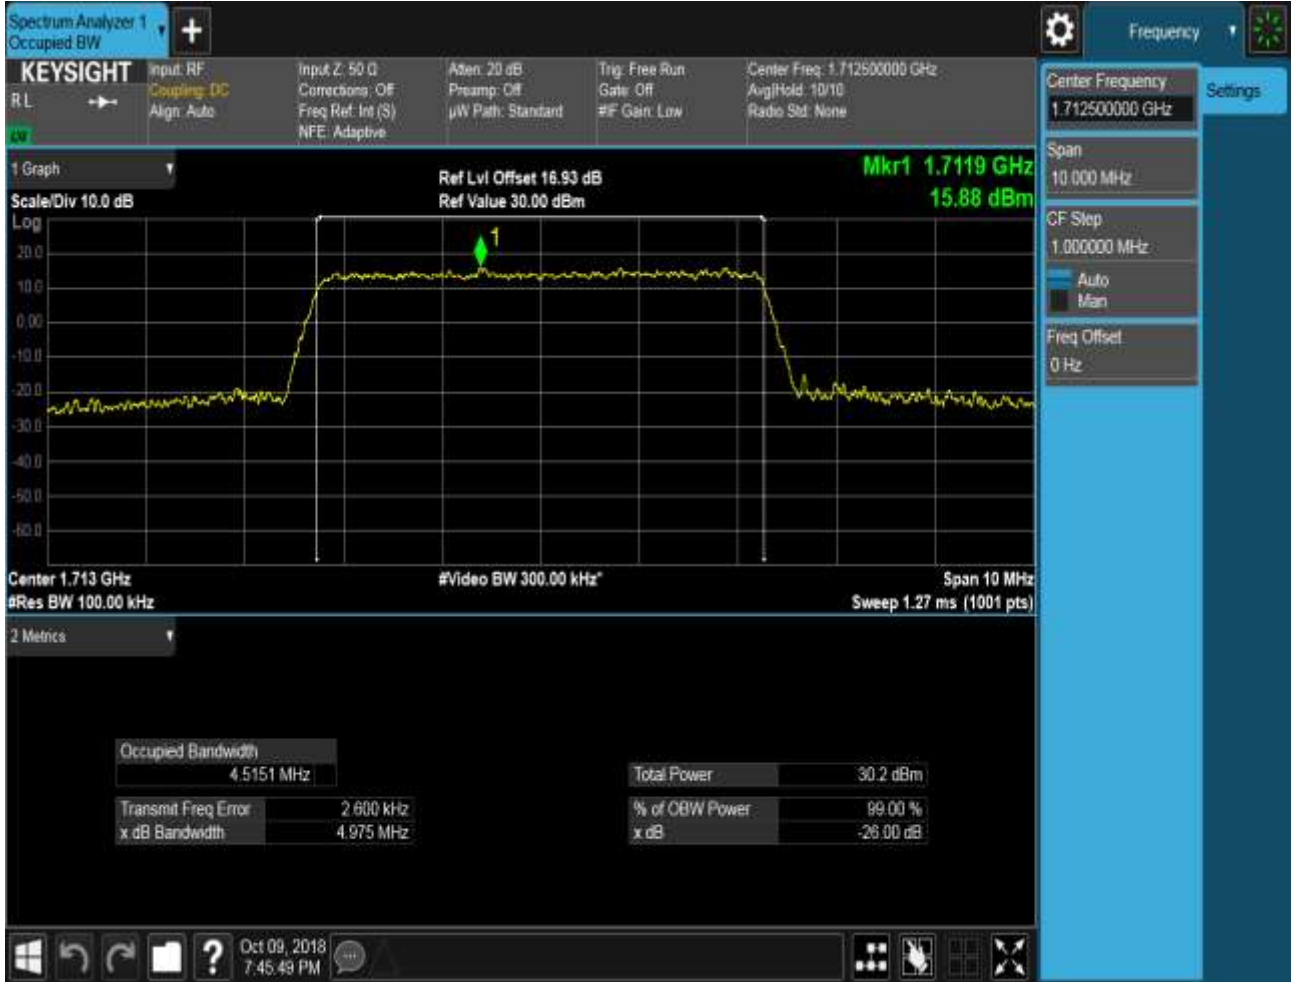 Spectrum Analyzer 1
Occupied BW
Frequency
KEYSIGHT
R L
Input: RF
Coupling: DC
Align: Auto
Input Z: 50 Ω
Corrections: Off
Freq Ref: Int (S)
NFE: Adaptive
Atten: 20 dB
Preamp: Off
µW Path: Standard
Trig: Free Run
Gate: Off
#IF Gain: Low
Center Freq: 1.712500000 GHz
Avg|Hold: 10/10
Radio Std: None
Center Frequency
1.712500000 GHz
Settings
Span
10.000 MHz
CF Step
1.000000 MHz
Auto
Man
Freq Offset
0 Hz
1 Graph
Ref Lvl Offset 16.93 dB
Mkr1 1.7119 GHz
Scale/Div 10.0 dB
Ref Value 30.00 dBm
15.88 dBm
Log
1
20.0
10.0
0.00
-10.0
-20.0
-30.0
-40.0
-50.0
-60.0
Center 1.713 GHz
#Video BW 300.00 kHz*
Span 10 MHz
#Res BW 100.00 kHz
Sweep 1.27 ms (1001 pts)
2 Metrics
Occupied Bandwidth
4.5151 MHz
Total Power 30.2 dBm
Transmit Freq Error 2.600 kHz
% of OBW Power 99.00 %
x dB Bandwidth 4.975 MHz
x dB -26.00 dB
?
Oct 09, 2018
7:45:49 PM